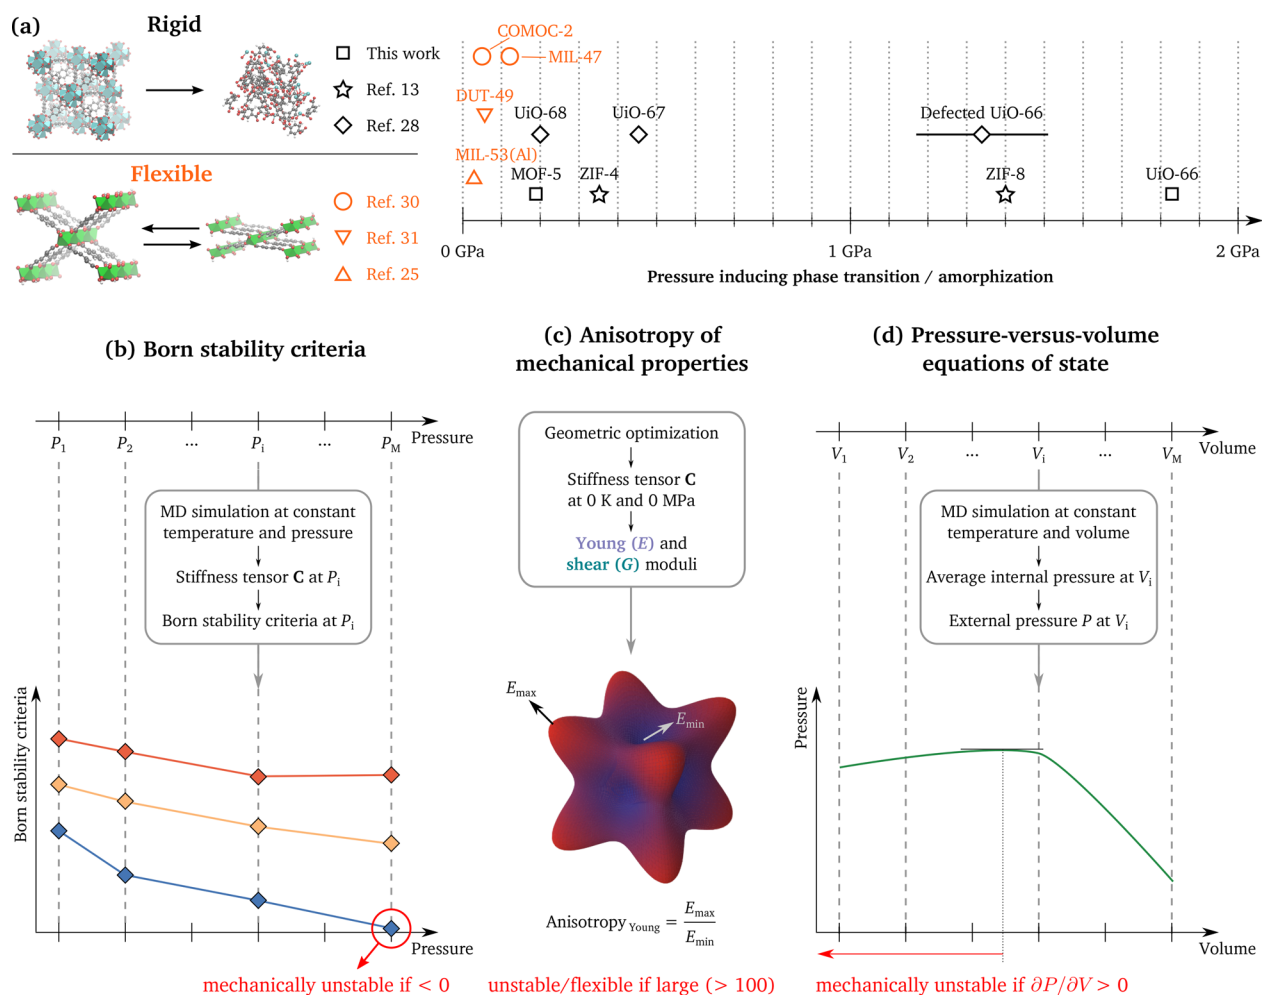 (a)
Rigid
This work
Ref. 13
Ref. 28
Flexible
Ref. 30
Ref. 31
Ref. 25
COMOC-2
MIL-47
DUT-49
UiO-68
UiO-67
Defected UiO-66
MIL-53(Al)
MOF-5
ZIF-4
ZIF-8
UiO-66
0 GPa
1 GPa
2 GPa
Pressure inducing phase transition / amorphization
(b) Born stability criteria
P1
P2
...
Pi
...
PM
Pressure
MD simulation at constant
temperature and pressure
Stiffness tensor C at Pi
Born stability criteria at Pi
Born stability criteria
Pressure
mechanically unstable if < 0
(c) Anisotropy of
mechanical properties
Geometric optimization
Stiffness tensor C
at 0 K and 0 MPa
Young (E) and
shear (G) moduli
Emax
Emin
Anisotropy Young = Emax / Emin
unstable/flexible if large (> 100)
(d) Pressure-versus-volume
equations of state
V1
V2
...
Vi
...
VM
Volume
MD simulation at constant
temperature and volume
Average internal pressure at Vi
External pressure P at Vi
Pressure
Volume
mechanically unstable if ∂P/∂V > 0